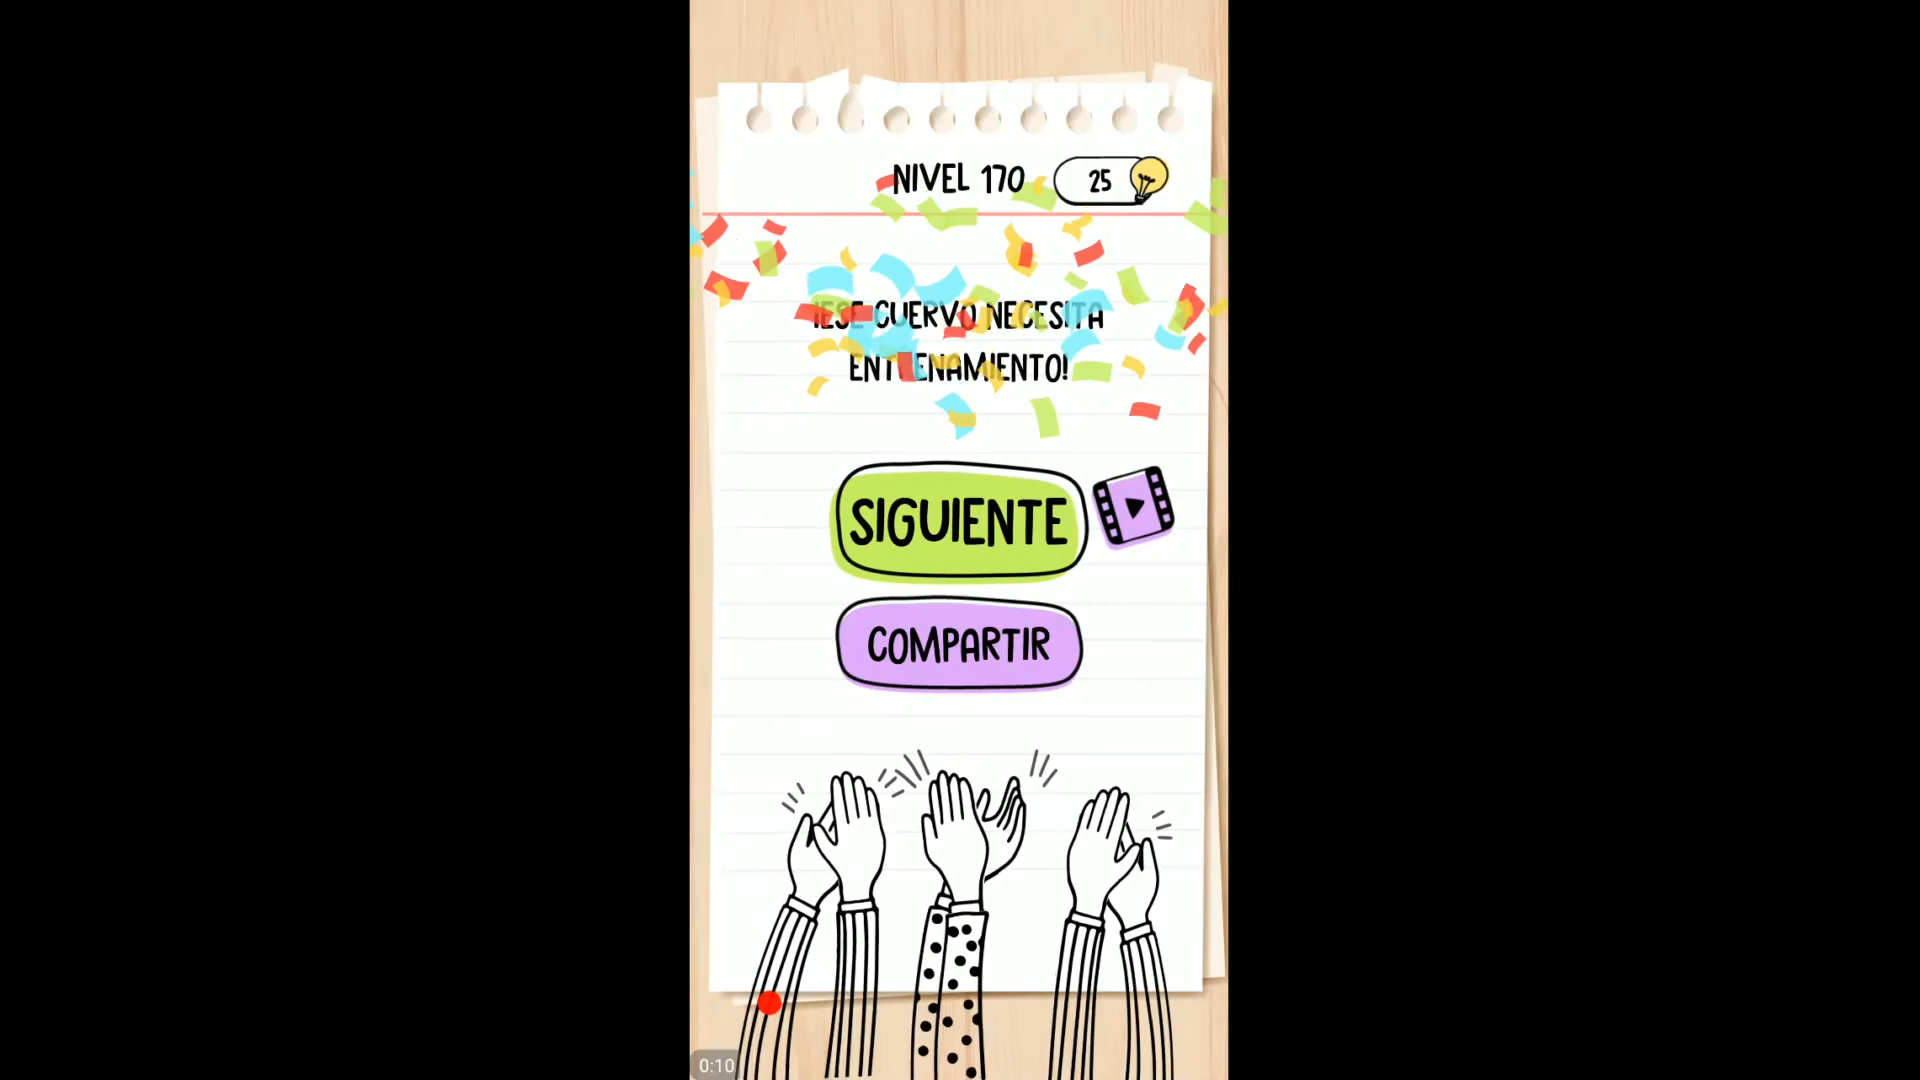 NIVEL 170
25
¡ESE CUERVO NECESITA
ENTRENAMIENTO!
SIGUIENTE
COMPARTIR
0:10